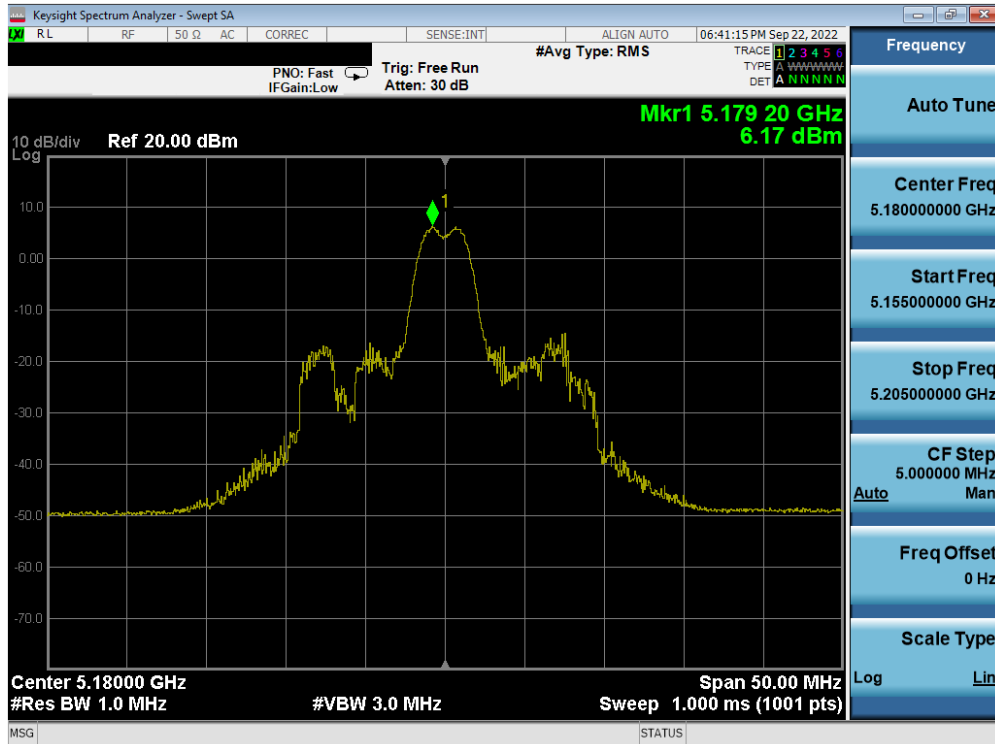 Keysight Spectrum Analyzer - Swept SA
LXI RL RF 50 Ω AC CORREC SENSE:INT ALIGN AUTO 06:41:15 PM Sep 22, 2022
#Avg Type: RMS
TRACE 1 2 3 4 5 6
TYPE A W W W W W
DET A N N N N N
PNO: Fast
IFGain:Low
Trig: Free Run
Atten: 30 dB
Mkr1 5.179 20 GHz
6.17 dBm
10 dB/div
Log
Ref 20.00 dBm
10.0
0.00
-10.0
-20.0
-30.0
-40.0
-50.0
-60.0
-70.0
1
Center 5.18000 GHz
#Res BW 1.0 MHz
#VBW 3.0 MHz
Span 50.00 MHz
Sweep 1.000 ms (1001 pts)
MSG
STATUS
Frequency
Auto Tune
Center Freq
5.180000000 GHz
Start Freq
5.155000000 GHz
Stop Freq
5.205000000 GHz
CF Step
5.000000 MHz
Auto Man
Freq Offset
0 Hz
Scale Type
Log Lin